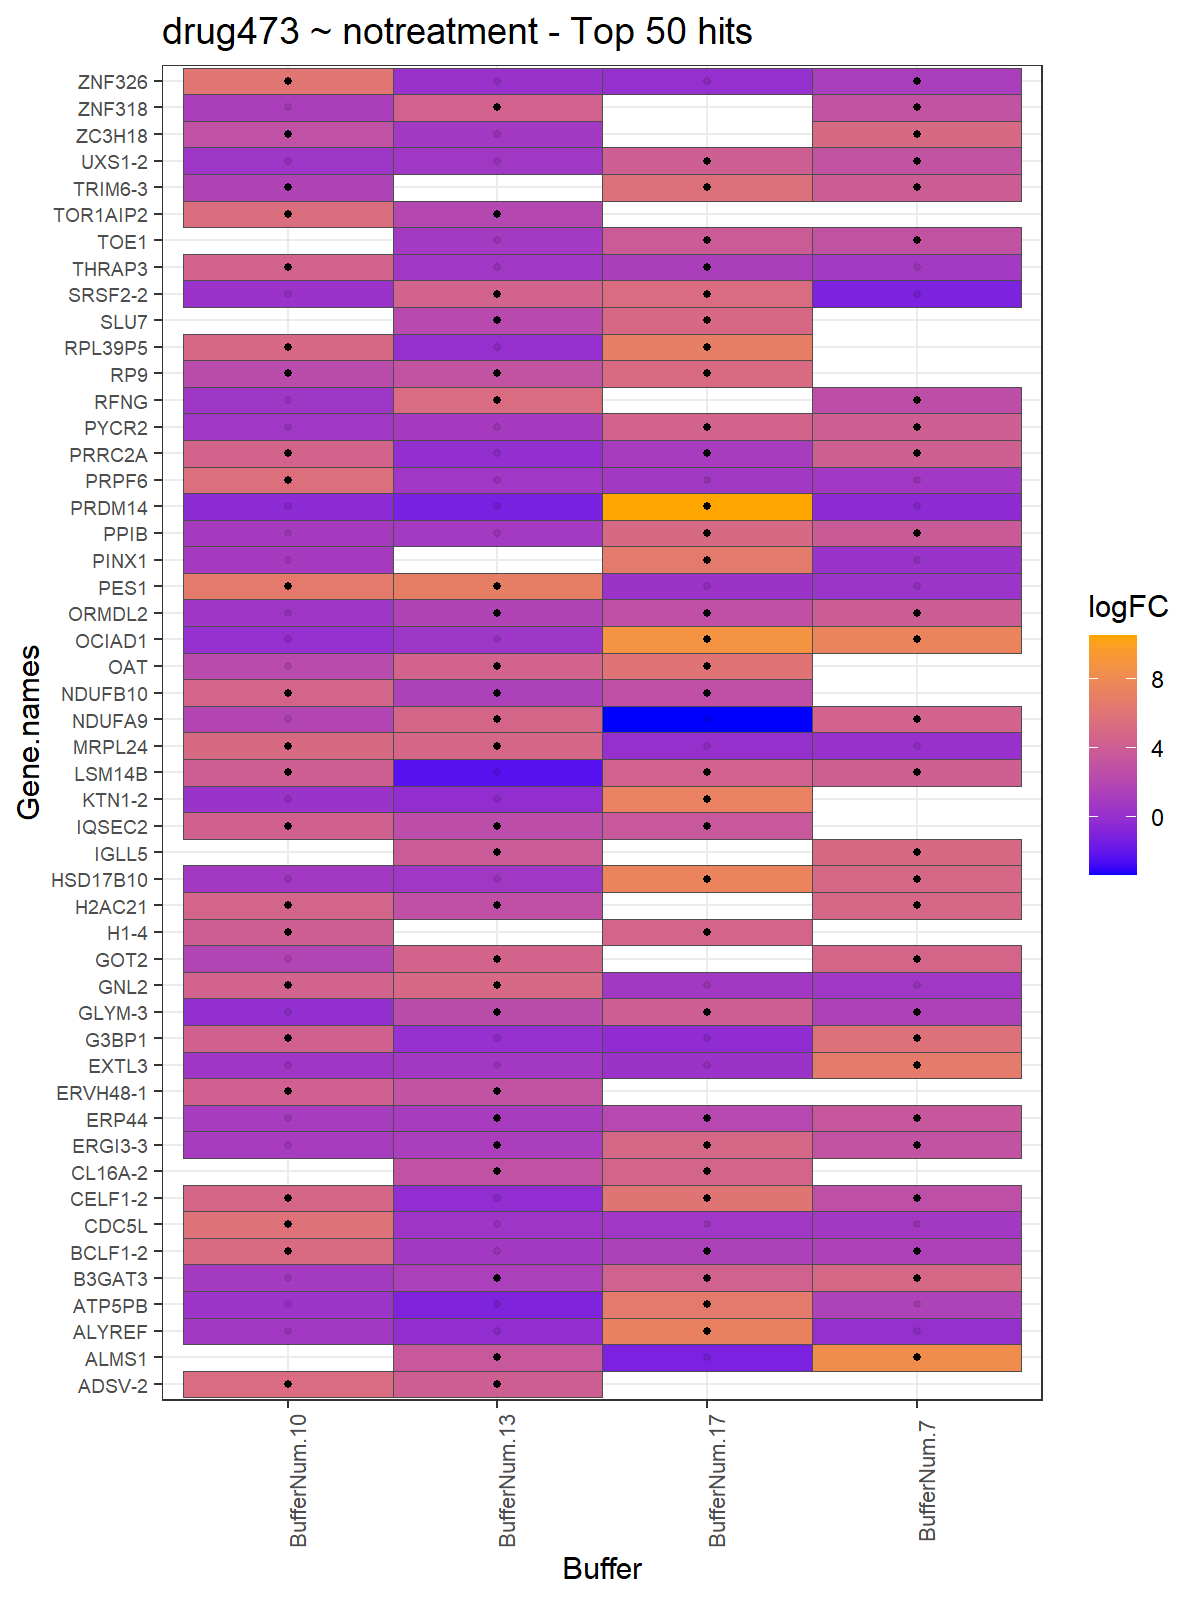 drug473 ~ notreatment - Top 50 hits
Gene.names
ZNF326
ZNF318
ZC3H18
UXS1-2
TRIM6-3
TOR1AIP2
TOE1
THRAP3
SRSF2-2
SLU7
RPL39P5
RP9
RFNG
PYCR2
PRRC2A
PRPF6
PRDM14
PPIB
PINX1
PES1
ORMDL2
OCIAD1
OAT
NDUFB10
NDUFA9
MRPL24
LSM14B
KTN1-2
IQSEC2
IGLL5
HSD17B10
H2AC21
H1-4
GOT2
GNL2
GLYM-3
G3BP1
EXTL3
ERVH48-1
ERP44
ERGI3-3
CL16A-2
CELF1-2
CDC5L
BCLF1-2
B3GAT3
ATP5PB
ALYREF
ALMS1
ADSV-2
BufferNum.10
BufferNum.13
BufferNum.17
BufferNum.7
Buffer
logFC
8
4
0